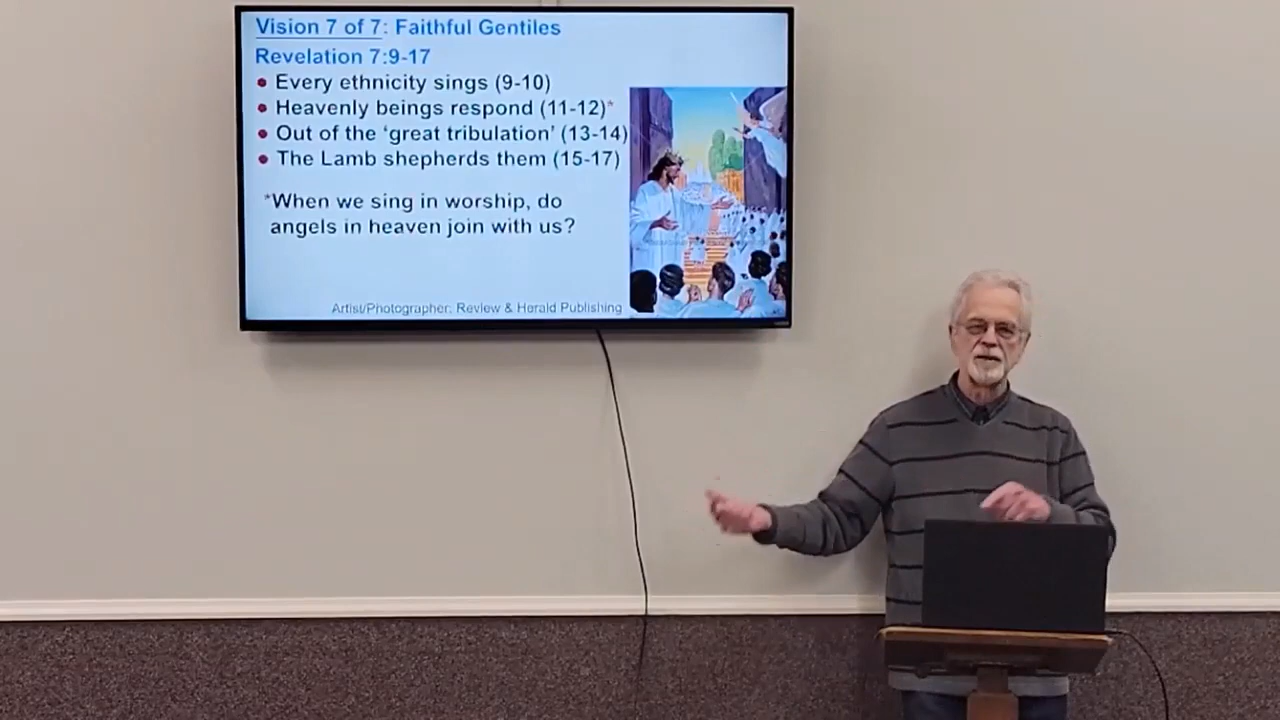 Vision 7 of 7: Faithful Gentiles
Revelation 7:9-17
● Every ethnicity sings (9-10)
● Heavenly beings respond (11-12)*
● Out of the ‘great tribulation’ (13-14)
● The Lamb shepherds them (15-17)
*When we sing in worship, do
angels in heaven join with us?
Artist/Photographer: Review & Herald Publishing